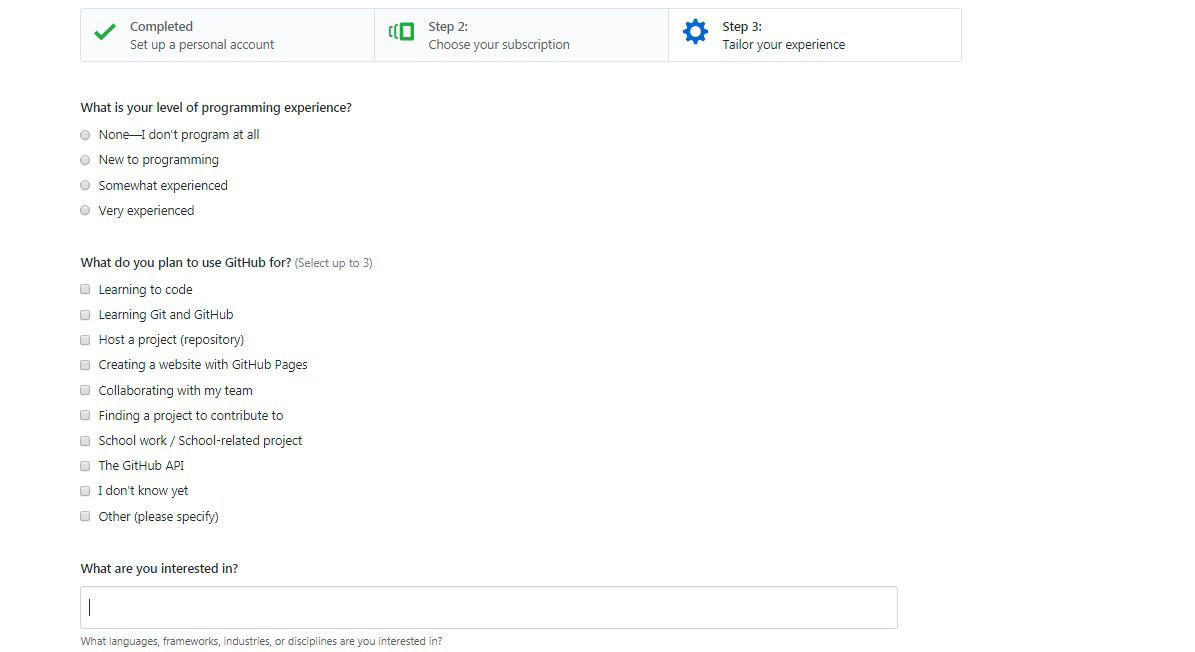 Completed
Set up a personal account
Step 2:
Choose your subscription
Step 3:
Tailor your experience
What is your level of programming experience?
None—I don't program at all
New to programming
Somewhat experienced
Very experienced
What do you plan to use GitHub for? (Select up to 3)
Learning to code
Learning Git and GitHub
Host a project (repository)
Creating a website with GitHub Pages
Collaborating with my team
Finding a project to contribute to
School work / School-related project
The GitHub API
I don't know yet
Other (please specify)
What are you interested in?
What languages, frameworks, industries, or disciplines are you interested in?